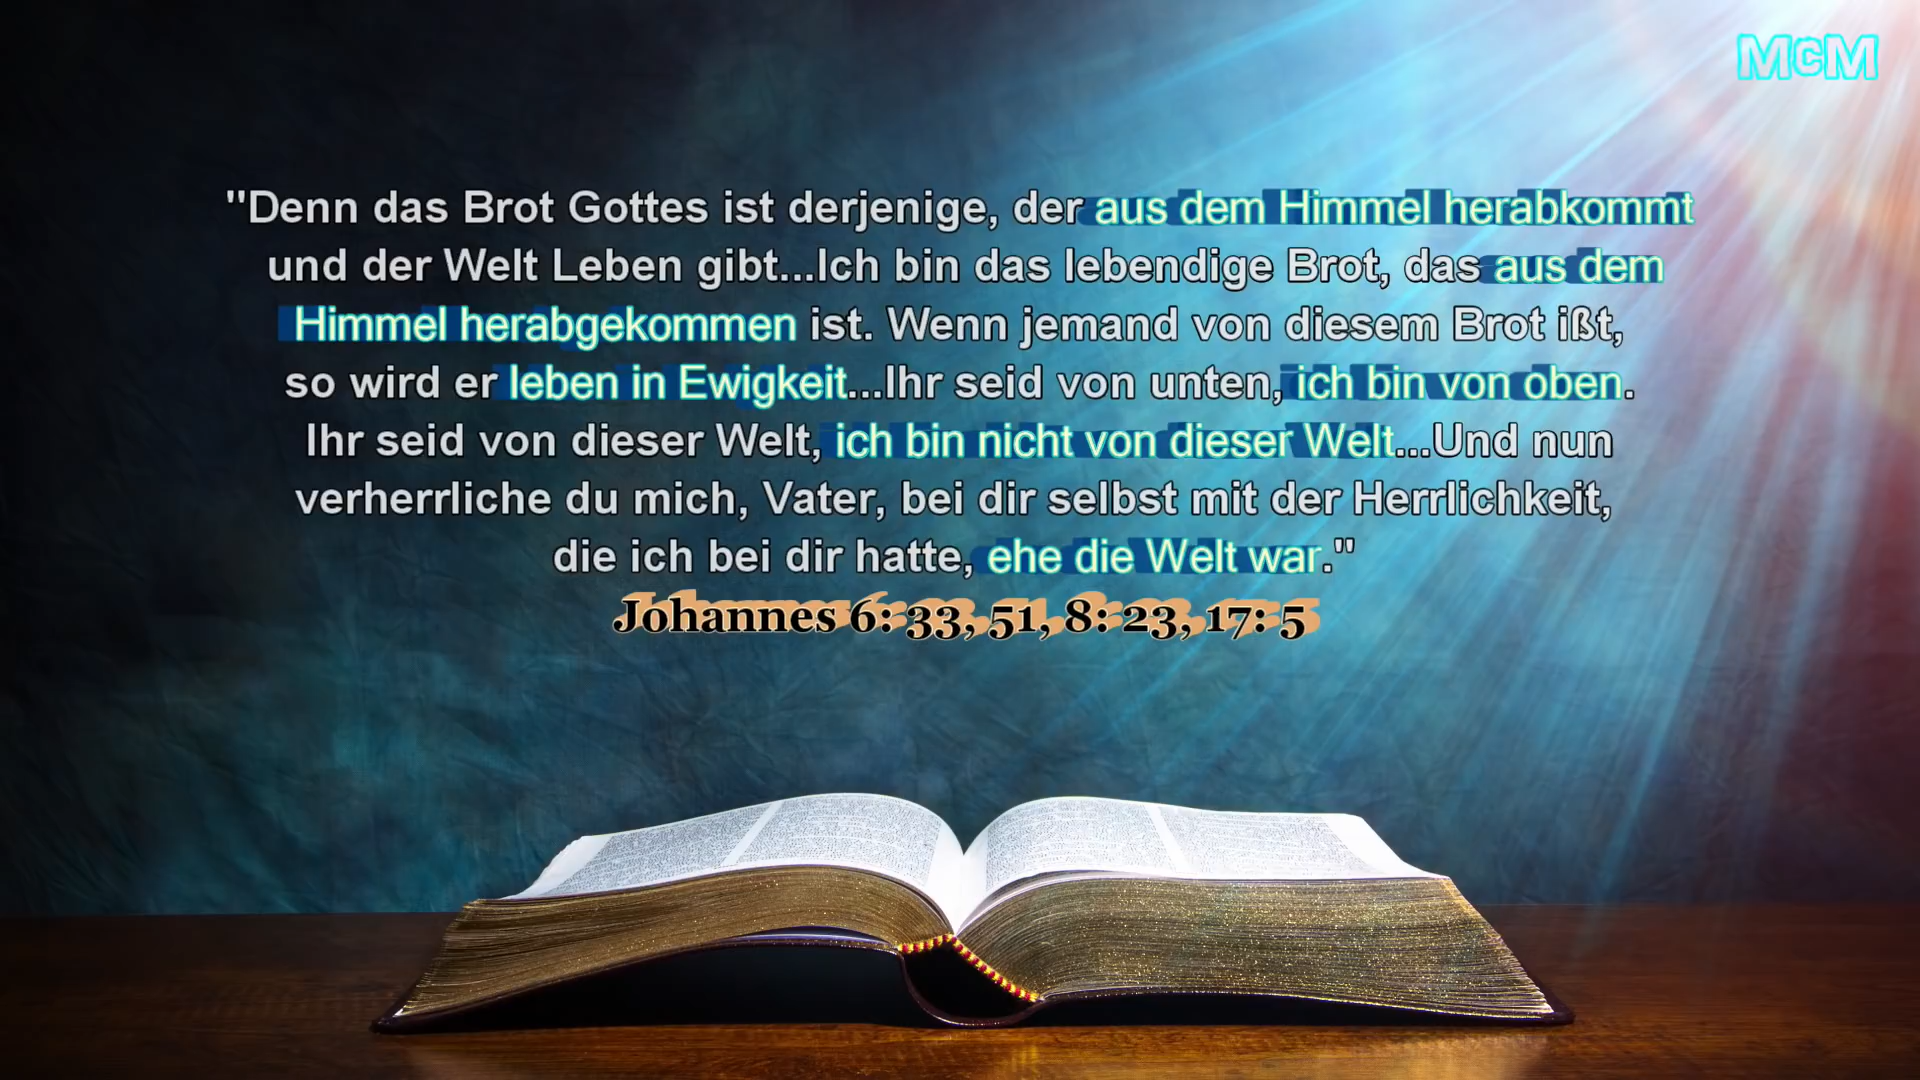 McM
"Denn das Brot Gottes ist derjenige, der aus dem Himmel herabkommt
und der Welt Leben gibt...Ich bin das lebendige Brot, das aus dem
Himmel herabgekommen ist. Wenn jemand von diesem Brot ißt,
so wird er leben in Ewigkeit...Ihr seid von unten, ich bin von oben.
Ihr seid von dieser Welt, ich bin nicht von dieser Welt...Und nun
verherrliche du mich, Vater, bei dir selbst mit der Herrlichkeit,
die ich bei dir hatte, ehe die Welt war."
Johannes 6: 33, 51, 8: 23, 17: 5